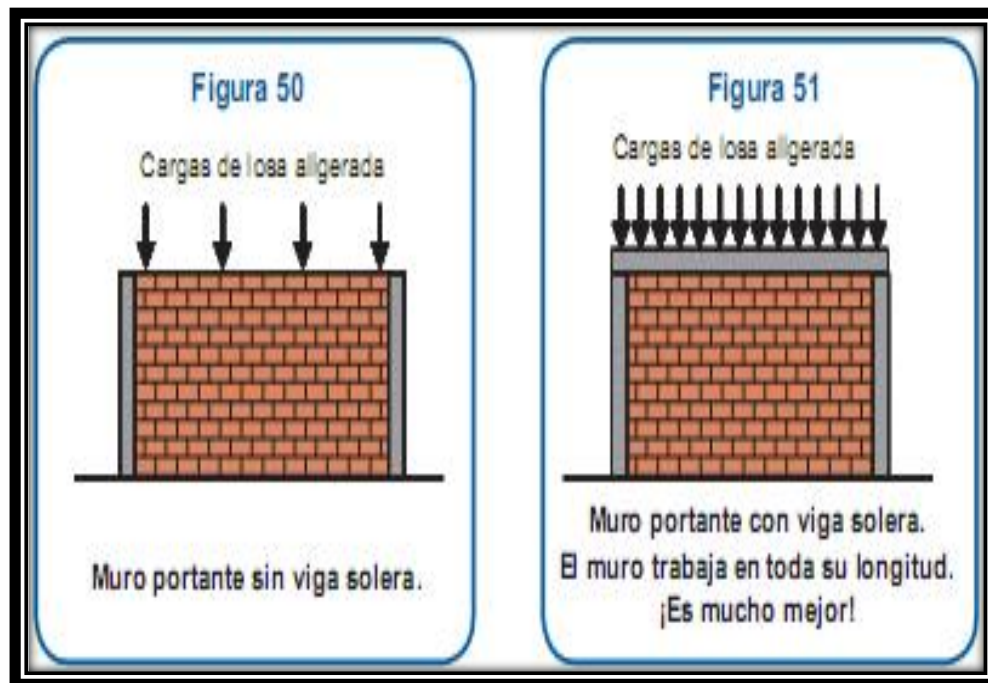 Figura 50
Cargas de losa aligerada
Muro portante sin viga solera.
Figura 51
Cargas de losa aligerada
Muro portante con viga solera.
El muro trabaja en toda su longitud.
¡Es mucho mejor!